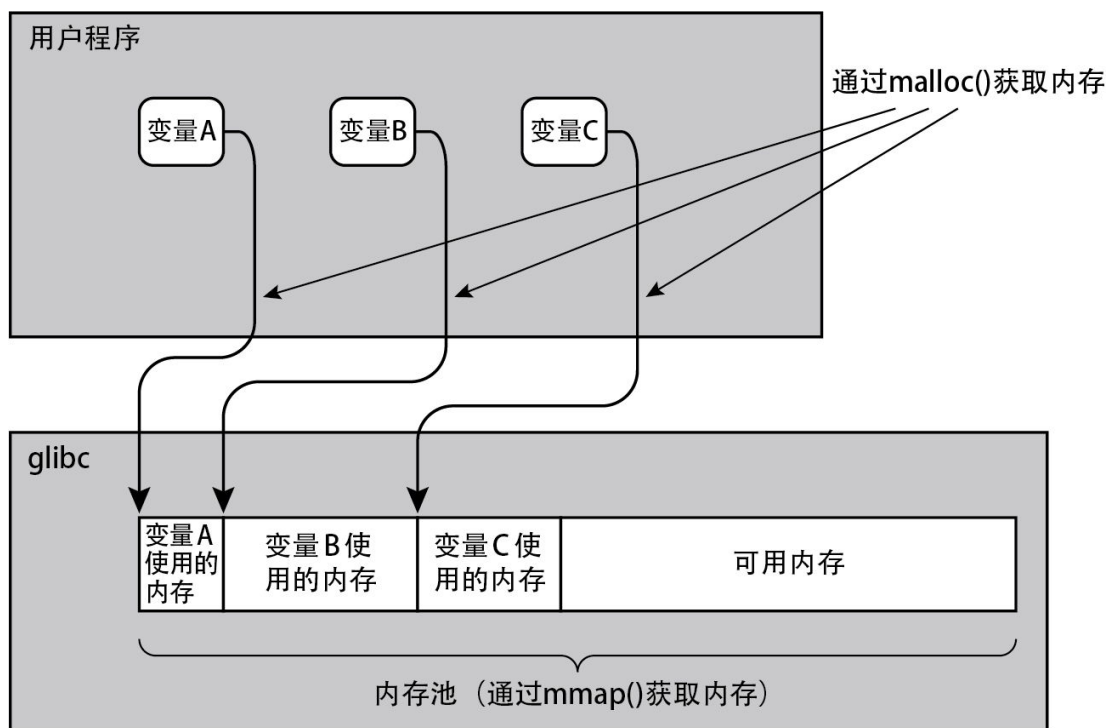 用户程序
通过malloc()获取内存
变量A
变量B
变量C
glibc
变量A
使用的
内存
变量B使
用的内存
变量C使
用的内存
可用内存
内存池（通过mmap()获取内存）